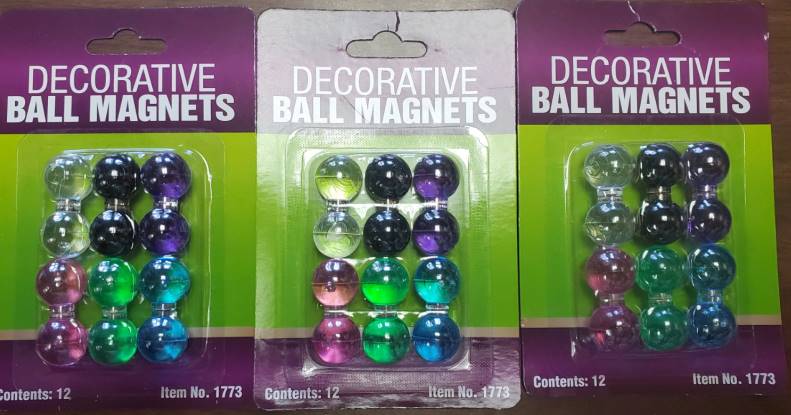 DECORATIVE
BALL MAGNETS
Contents: 12 Item No. 1773
DECORATIVE
BALL MAGNETS
Contents: 12 Item No. 1773
DECORATIVE
BALL MAGNETS
Contents: 12 Item No. 1773